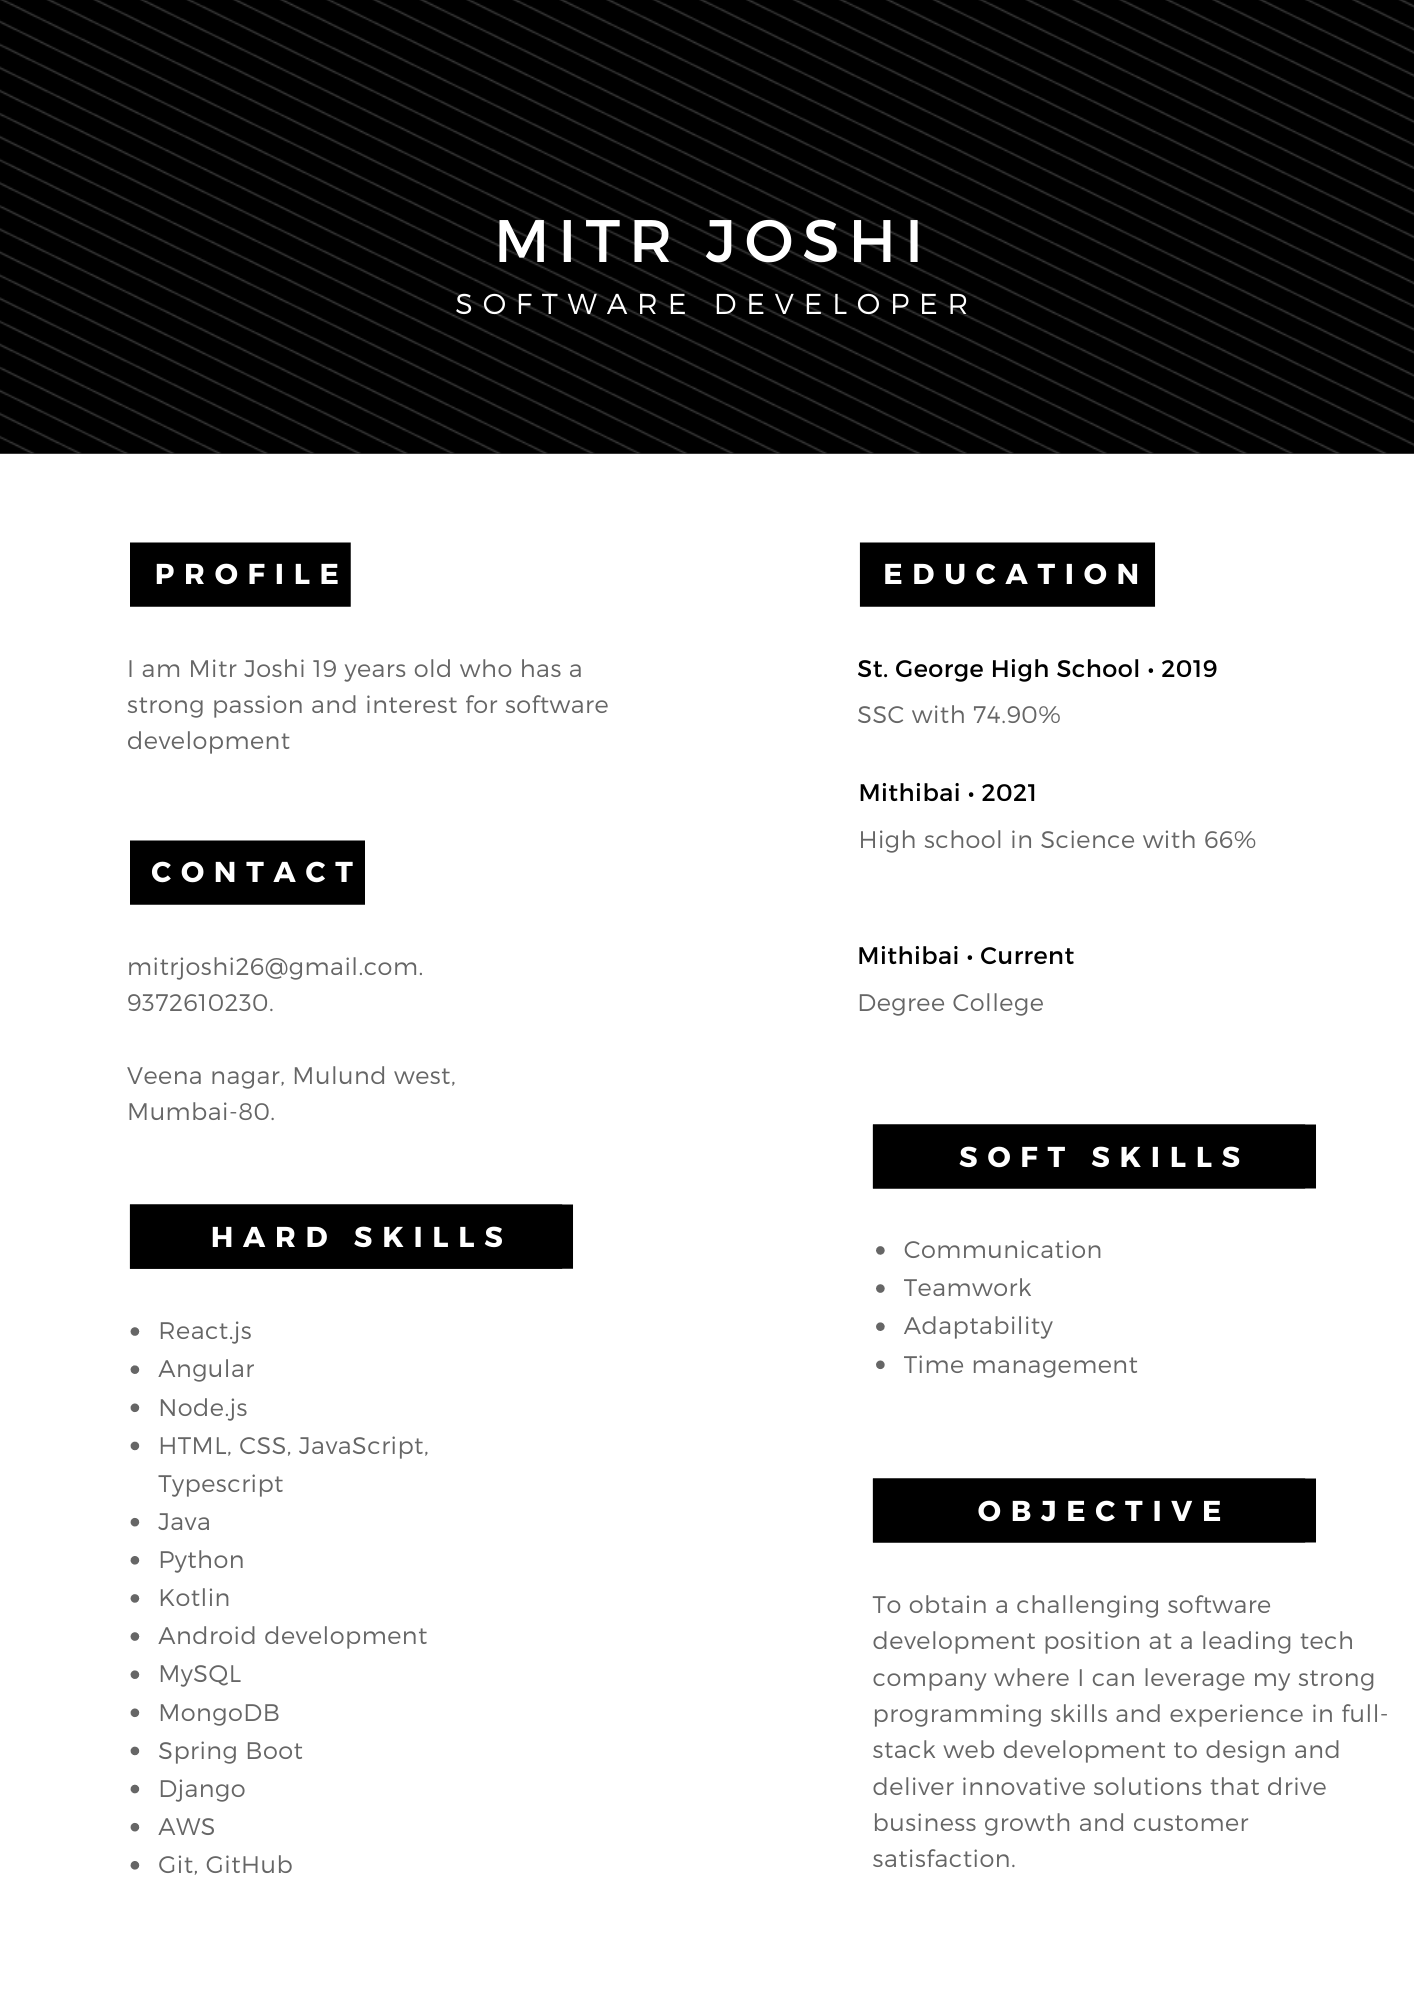 MITR JOSHI
SOFTWARE DEVELOPER
PROFILE
I am Mitr Joshi 19 years old who has a
strong passion and interest for software
development
CONTACT
mitrjoshi26@gmail.com.
9372610230.
Veena nagar, Mulund west,
Mumbai-80.
HARD SKILLS
• React.js
• Angular
• Node.js
• HTML, CSS, JavaScript,
Typescript
• Java
• Python
• Kotlin
• Android development
• MySQL
• MongoDB
• Spring Boot
• Django
• AWS
• Git, GitHub
EDUCATION
St. George High School • 2019
SSC with 74.90%
Mithibai • 2021
High school in Science with 66%
Mithibai • Current
Degree College
SOFT SKILLS
• Communication
• Teamwork
• Adaptability
• Time management
OBJECTIVE
To obtain a challenging software
development position at a leading tech
company where I can leverage my strong
programming skills and experience in full-
stack web development to design and
deliver innovative solutions that drive
business growth and customer
satisfaction.